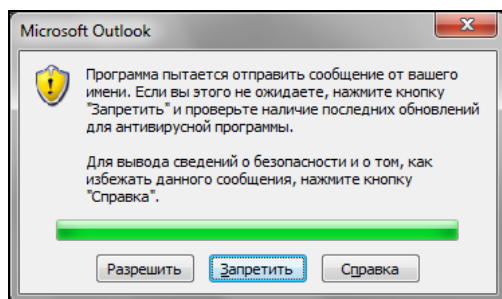 Microsoft Outlook
Программа пытается отправить сообщение от вашего
имени. Если вы этого не ожидаете, нажмите кнопку
"Запретить" и проверьте наличие последних обновлений
для антивирусной программы.
Для вывода сведений о безопасности и о том, как
избежать данного сообщения, нажмите кнопку
"Справка".
Разрешить Запретить Справка